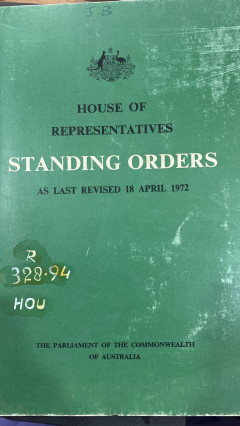 S B
HOUSE OF
REPRESENTATIVES
STANDING ORDERS
AS LAST REVISED 18 APRIL 1972
R
328.94
HOU
THE PARLIAMENT OF THE COMMONWEALTH
OF AUSTRALIA